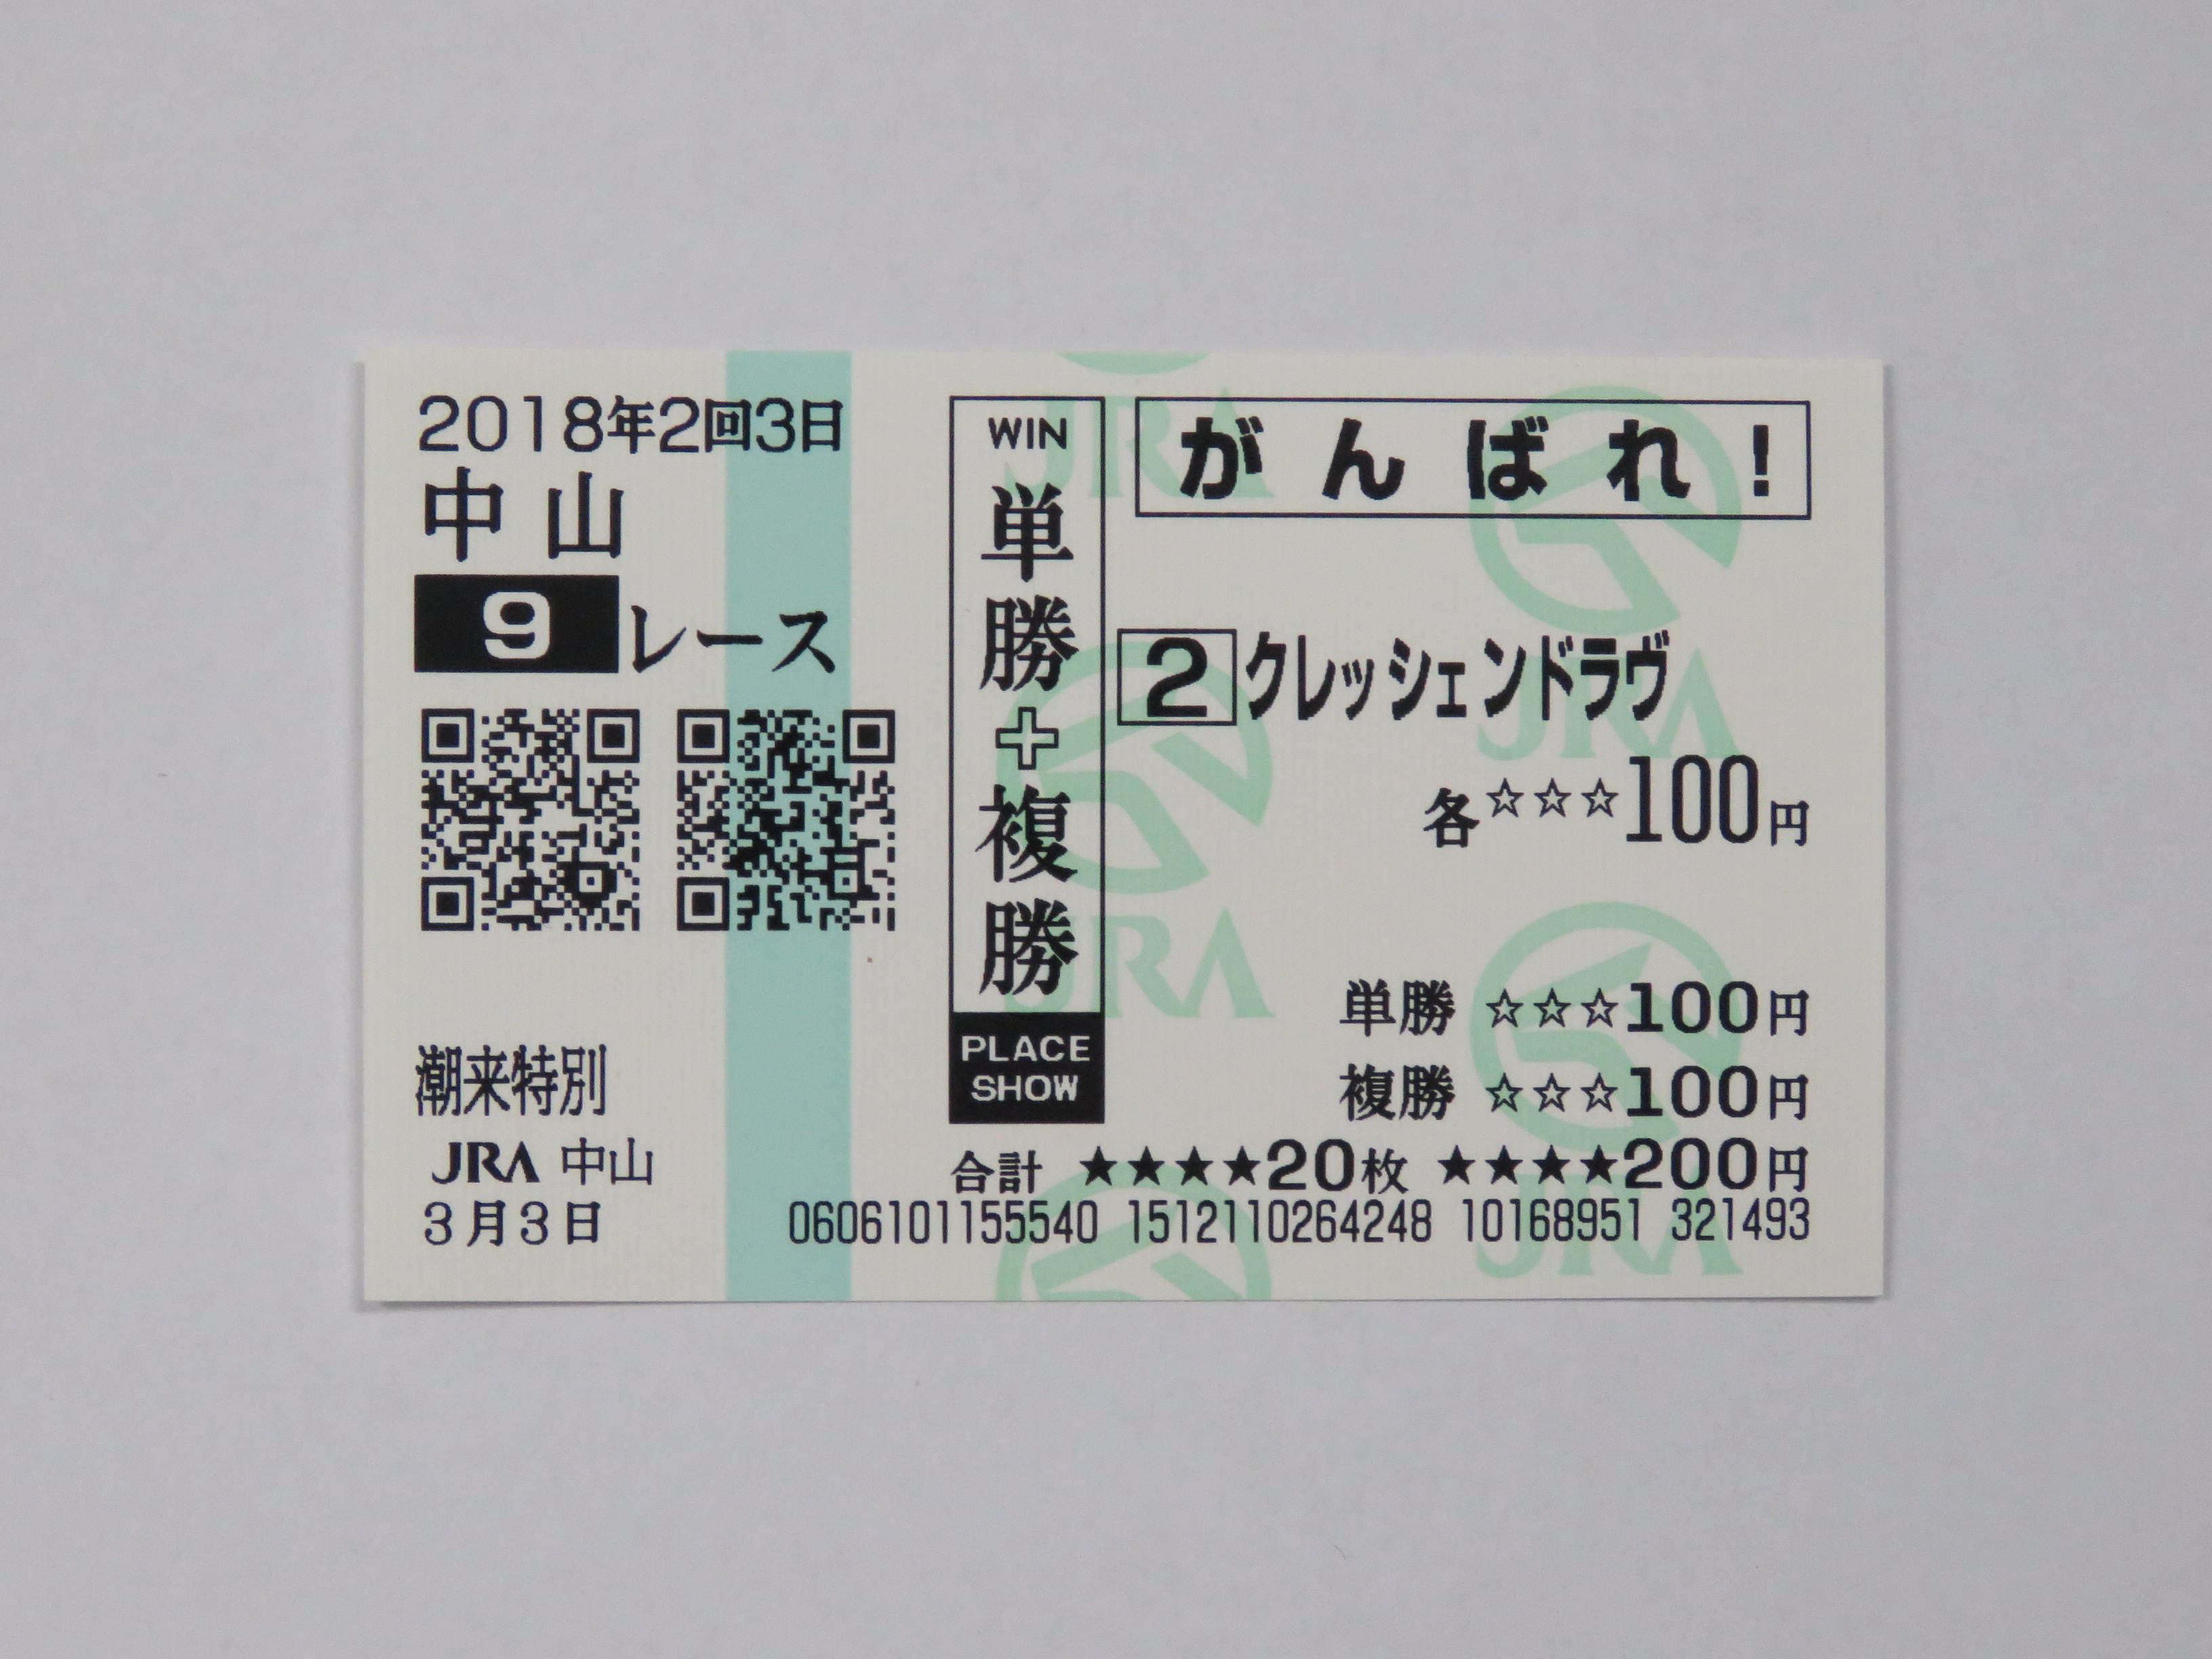 2018年2回3日
中山
9レース
潮来特別
JRA 中山
3月3日
WIN
単勝+複勝
PLACE
SHOW
がんばれ!
2クレッシェンドラヴ
各☆☆☆100円
単勝 ☆☆☆100円
複勝 ☆☆☆100円
合計 ★★★★20枚 ★★★★200円
0606101155540 1512110264248 10168951 321493
JRA
JRA
JRA
JRA